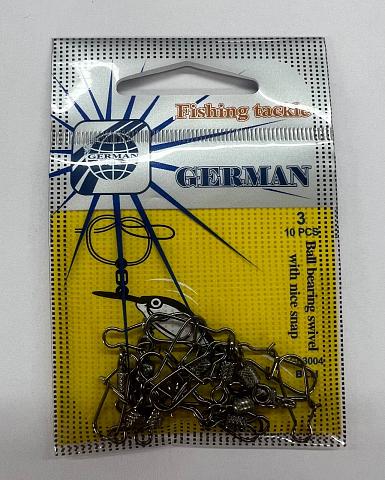 Fishing tackle
GERMAN
GERMAN
3
10 PCS
Ball bearing swivel
with nice snap